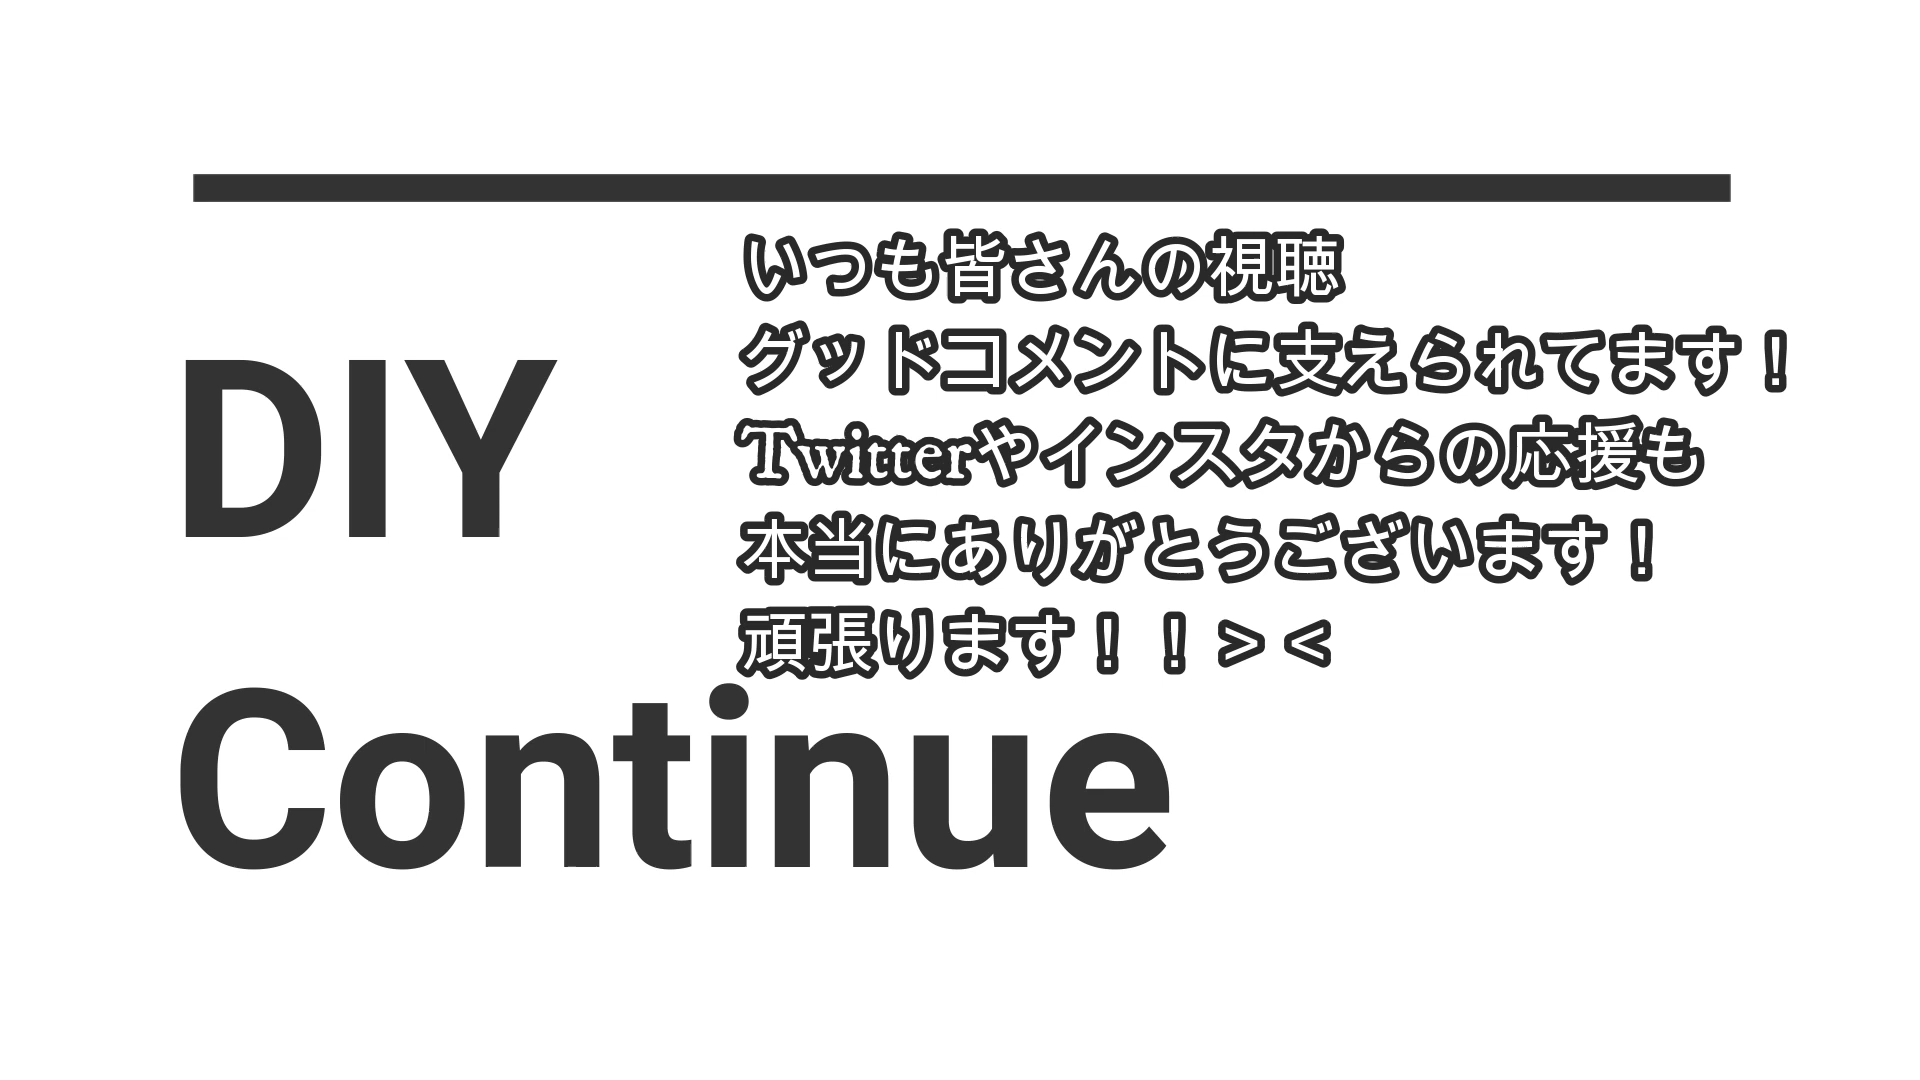 いつも皆さんの視聴
グッドコメントに支えられてます！
Twitterやインスタからの応援も
本当にありがとうございます！
頑張ります！！＞＜
DIY
Continue